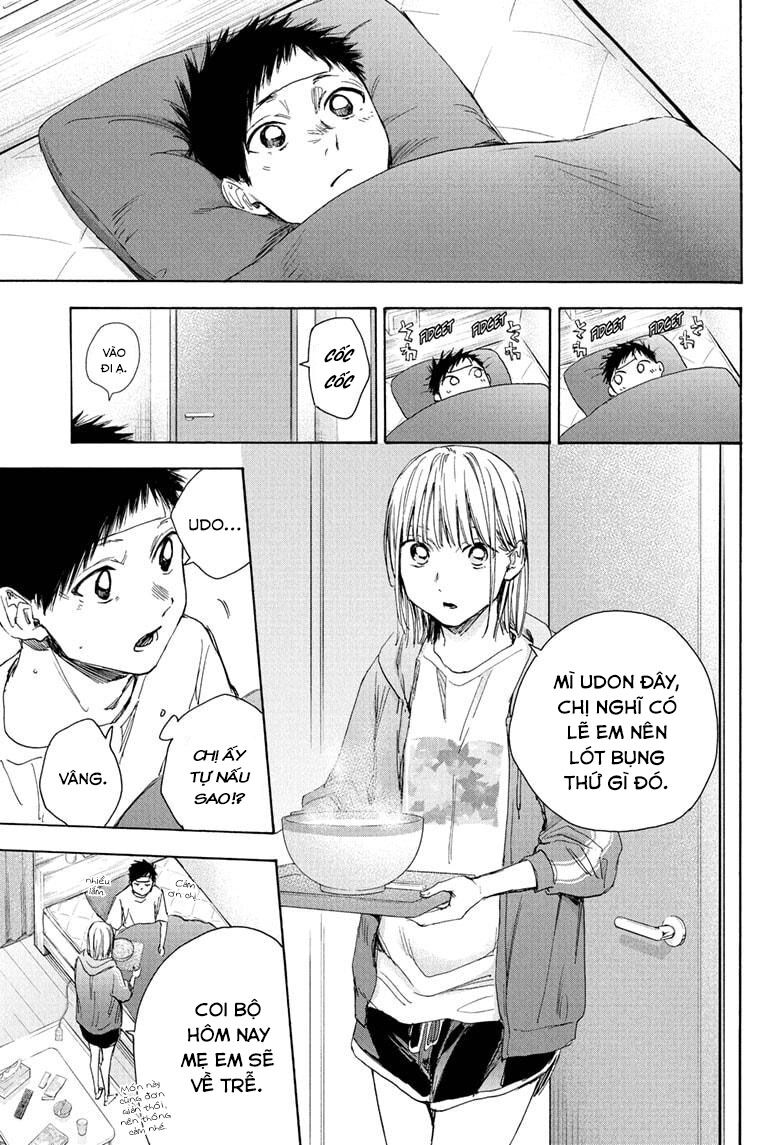 FIDGET
FIDGET
FIDGET
FIDGET
CỐC
CỐC
VÀO
ĐI Ạ.
MÌ UDON ĐÂY,
CHỊ NGHĨ CÓ
LẼ EM NÊN
LÓT BỤNG
THỨ GÌ ĐÓ.
UDO...
CHỊ ẤY
TỰ NẤU
SAO!?
VÂNG.
Cảm
ơn chị...
nhiều
lắm.
COI BỘ
HÔM NAY
MẸ EM SẼ
VỀ TRỄ.
Món này
cũng đơn
giản thôi,
nên thông
cảm nhé.